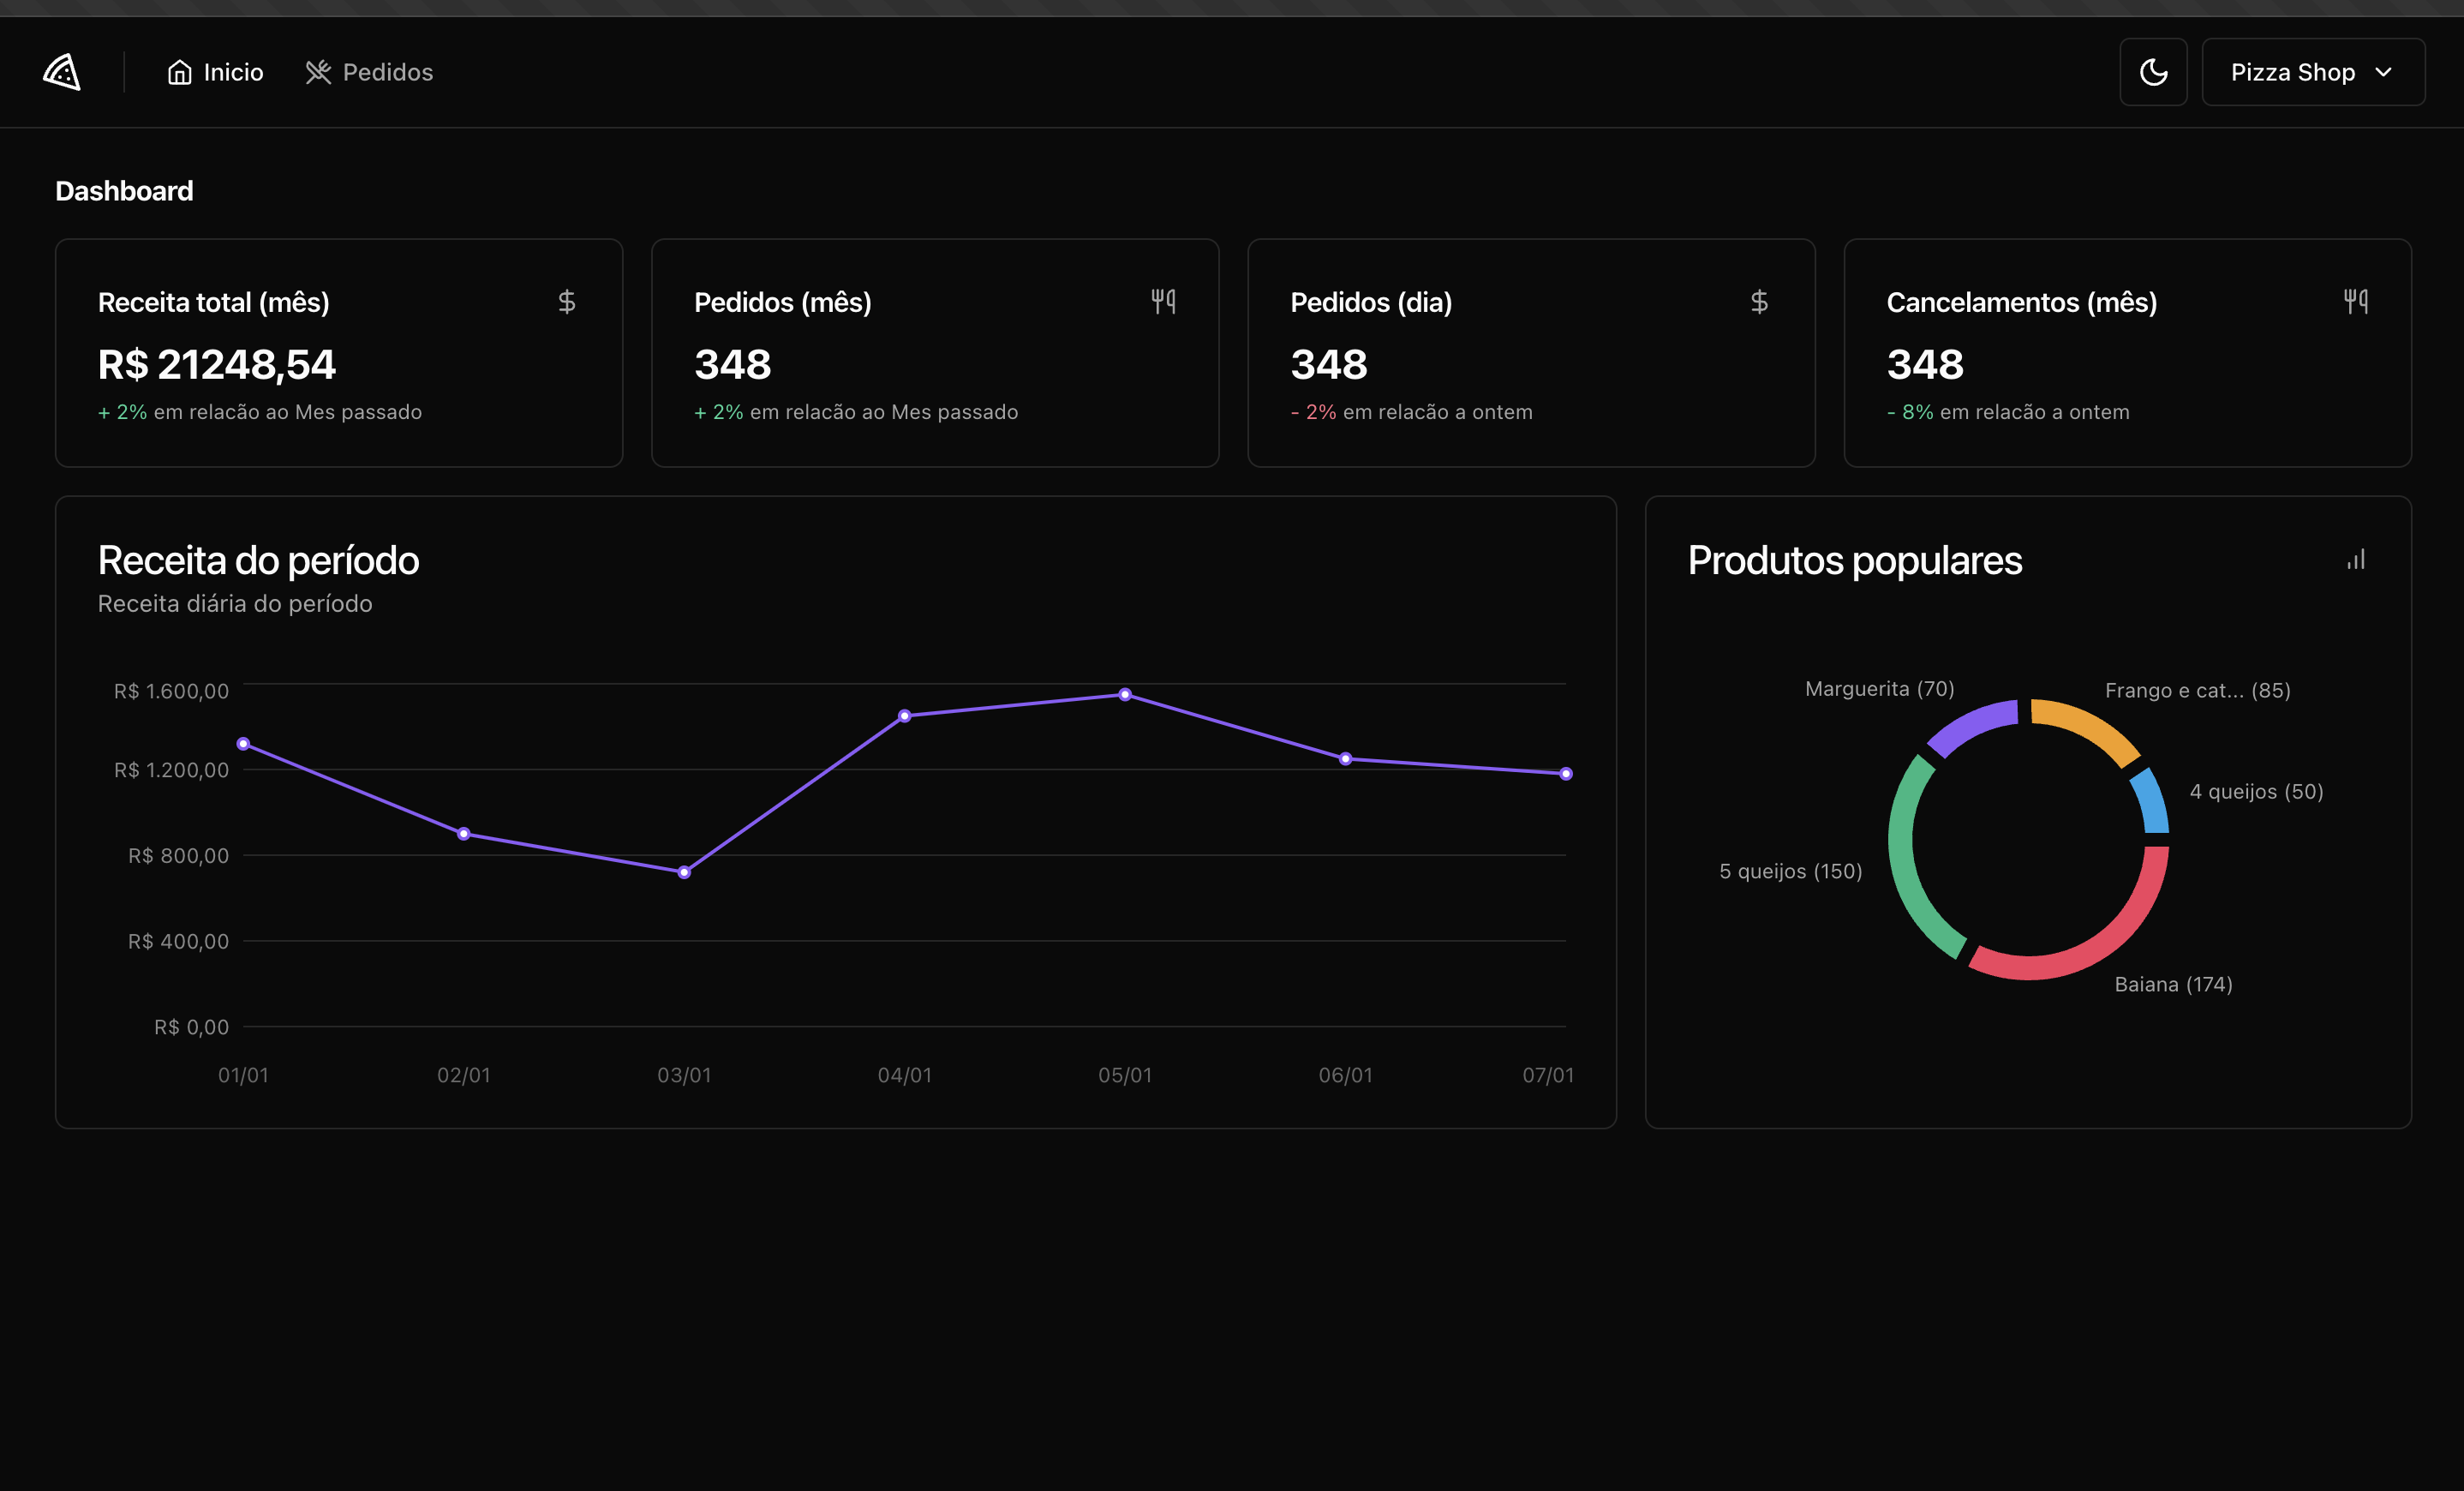 Inicio
Pedidos
Pizza Shop
Dashboard
Receita total (mês)
$
R$ 21248,54
+ 2% em relacão ao Mes passado
Pedidos (mês)
348
+ 2% em relacão ao Mes passado
Pedidos (dia)
$
348
- 2% em relacão a ontem
Cancelamentos (mês)
348
- 8% em relacão a ontem
Receita do período
Receita diária do período
R$ 1.600,00
R$ 1.200,00
R$ 800,00
R$ 400,00
R$ 0,00
01/01
02/01
03/01
04/01
05/01
06/01
07/01
Produtos populares
Marguerita (70)
Frango e cat... (85)
4 queijos (50)
5 queijos (150)
Baiana (174)